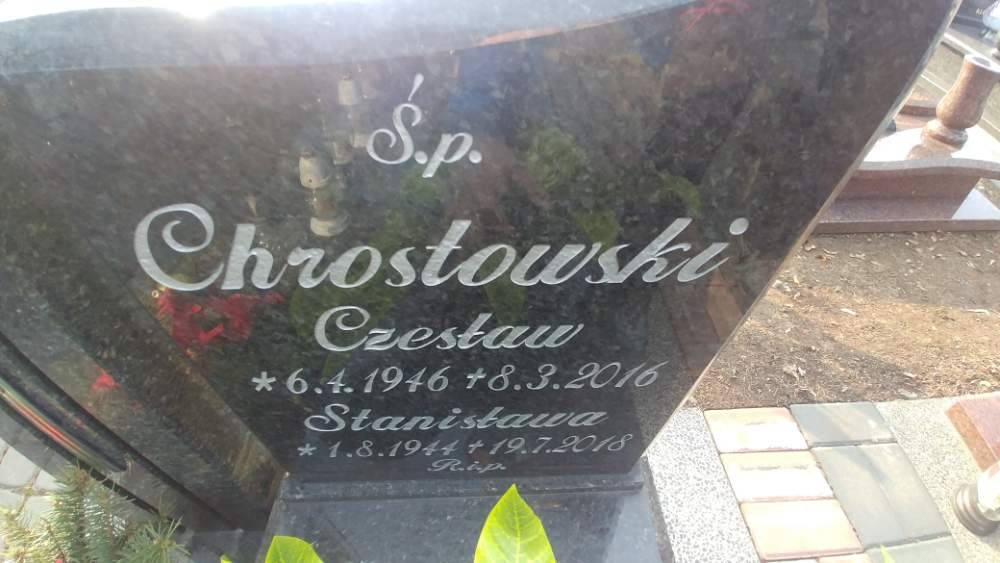 Ś.p.
Chrostowski
Czesław
* 6.4.1946 + 8.3.2016
Stanisława
* 1.8.1944 + 19.7.2018
R.i.p.